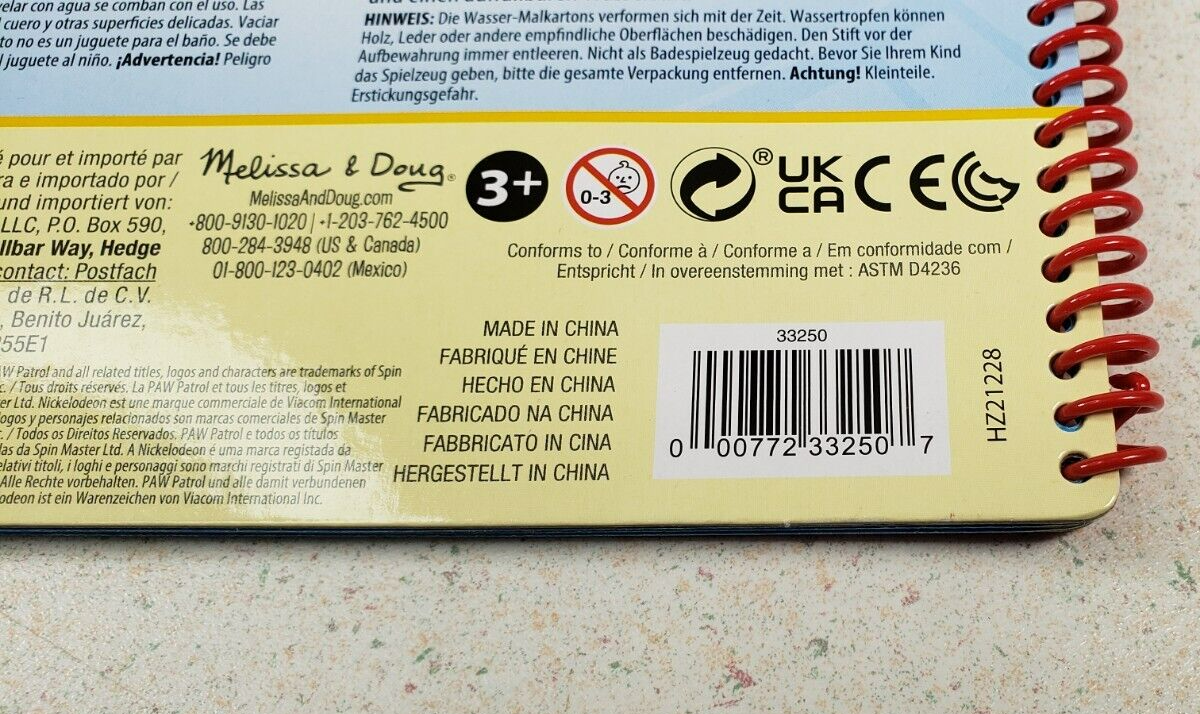 velar con agua se comban con el uso. Las
cuero y otras superficies delicadas. Vaciar
to no es un juguete para el baño. Se debe
l juguete al niño. ¡Advertencia! Peligro
HINWEIS: Die Wasser-Malkartons verformen sich mit der Zeit. Wassertropfen können
Holz, Leder oder andere empfindliche Oberflächen beschädigen. Den Stift vor der
Aufbewahrung immer entleeren. Nicht als Badespielzeug gedacht. Bevor Sie Ihrem Kind
das Spielzeug geben, bitte die gesamte Verpackung entfernen. Achtung! Kleinteile.
Erstickungsgefahr.
é pour et importé par
ra e importado por /
und importiert von:
LLC, P.O. Box 590,
llbar Way, Hedge
contact: Postfach
de R.L. de C.V.
, Benito Juárez,
55E1
Melissa & Doug®
MelissaAndDoug.com
+800-9130-1020 | +1-203-762-4500
800-284-3948 (US & Canada)
01-800-123-0402 (Mexico)
3+
0-3
®
UK
CA
CE
Conforms to / Conforme à / Conforme a / Em conformidade com /
Entspricht / In overeenstemming met : ASTM D4236
MADE IN CHINA
FABRIQUÉ EN CHINE
HECHO EN CHINA
FABRICADO NA CHINA
FABBRICATO IN CINA
HERGESTELLT IN CHINA
33250
0 00772 33250 7
HZ21228
AW Patrol and all related titles, logos and characters are trademarks of Spin
c. / Tous droits réservés. La PAW Patrol et tous les titres, logos et
er Ltd. Nickelodeon est une marque commerciale de Viacom International
logos y personajes relacionados son marcas comerciales de Spin Master
c. / Todos os Direitos Reservados. PAW Patrol e todos os títulos
las da Spin Master Ltd. A Nickelodeon é uma marca registada da
relativi titoli, i loghi e personaggi sono marchi registrati di Spin Master
Alle Rechte vorbehalten. PAW Patrol und alle damit verbundenen
lodeon ist ein Warenzeichen von Viacom International Inc.